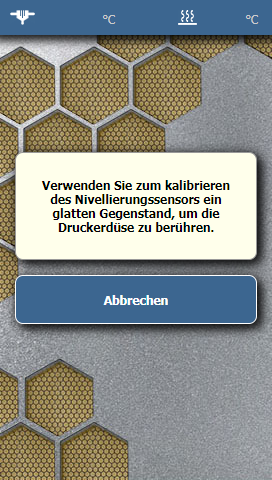 °C °C
Verwenden Sie zum kalibrieren
des Nivellierungssensors ein
glatten Gegenstand, um die
Druckerdüse zu berühren.
Abbrechen